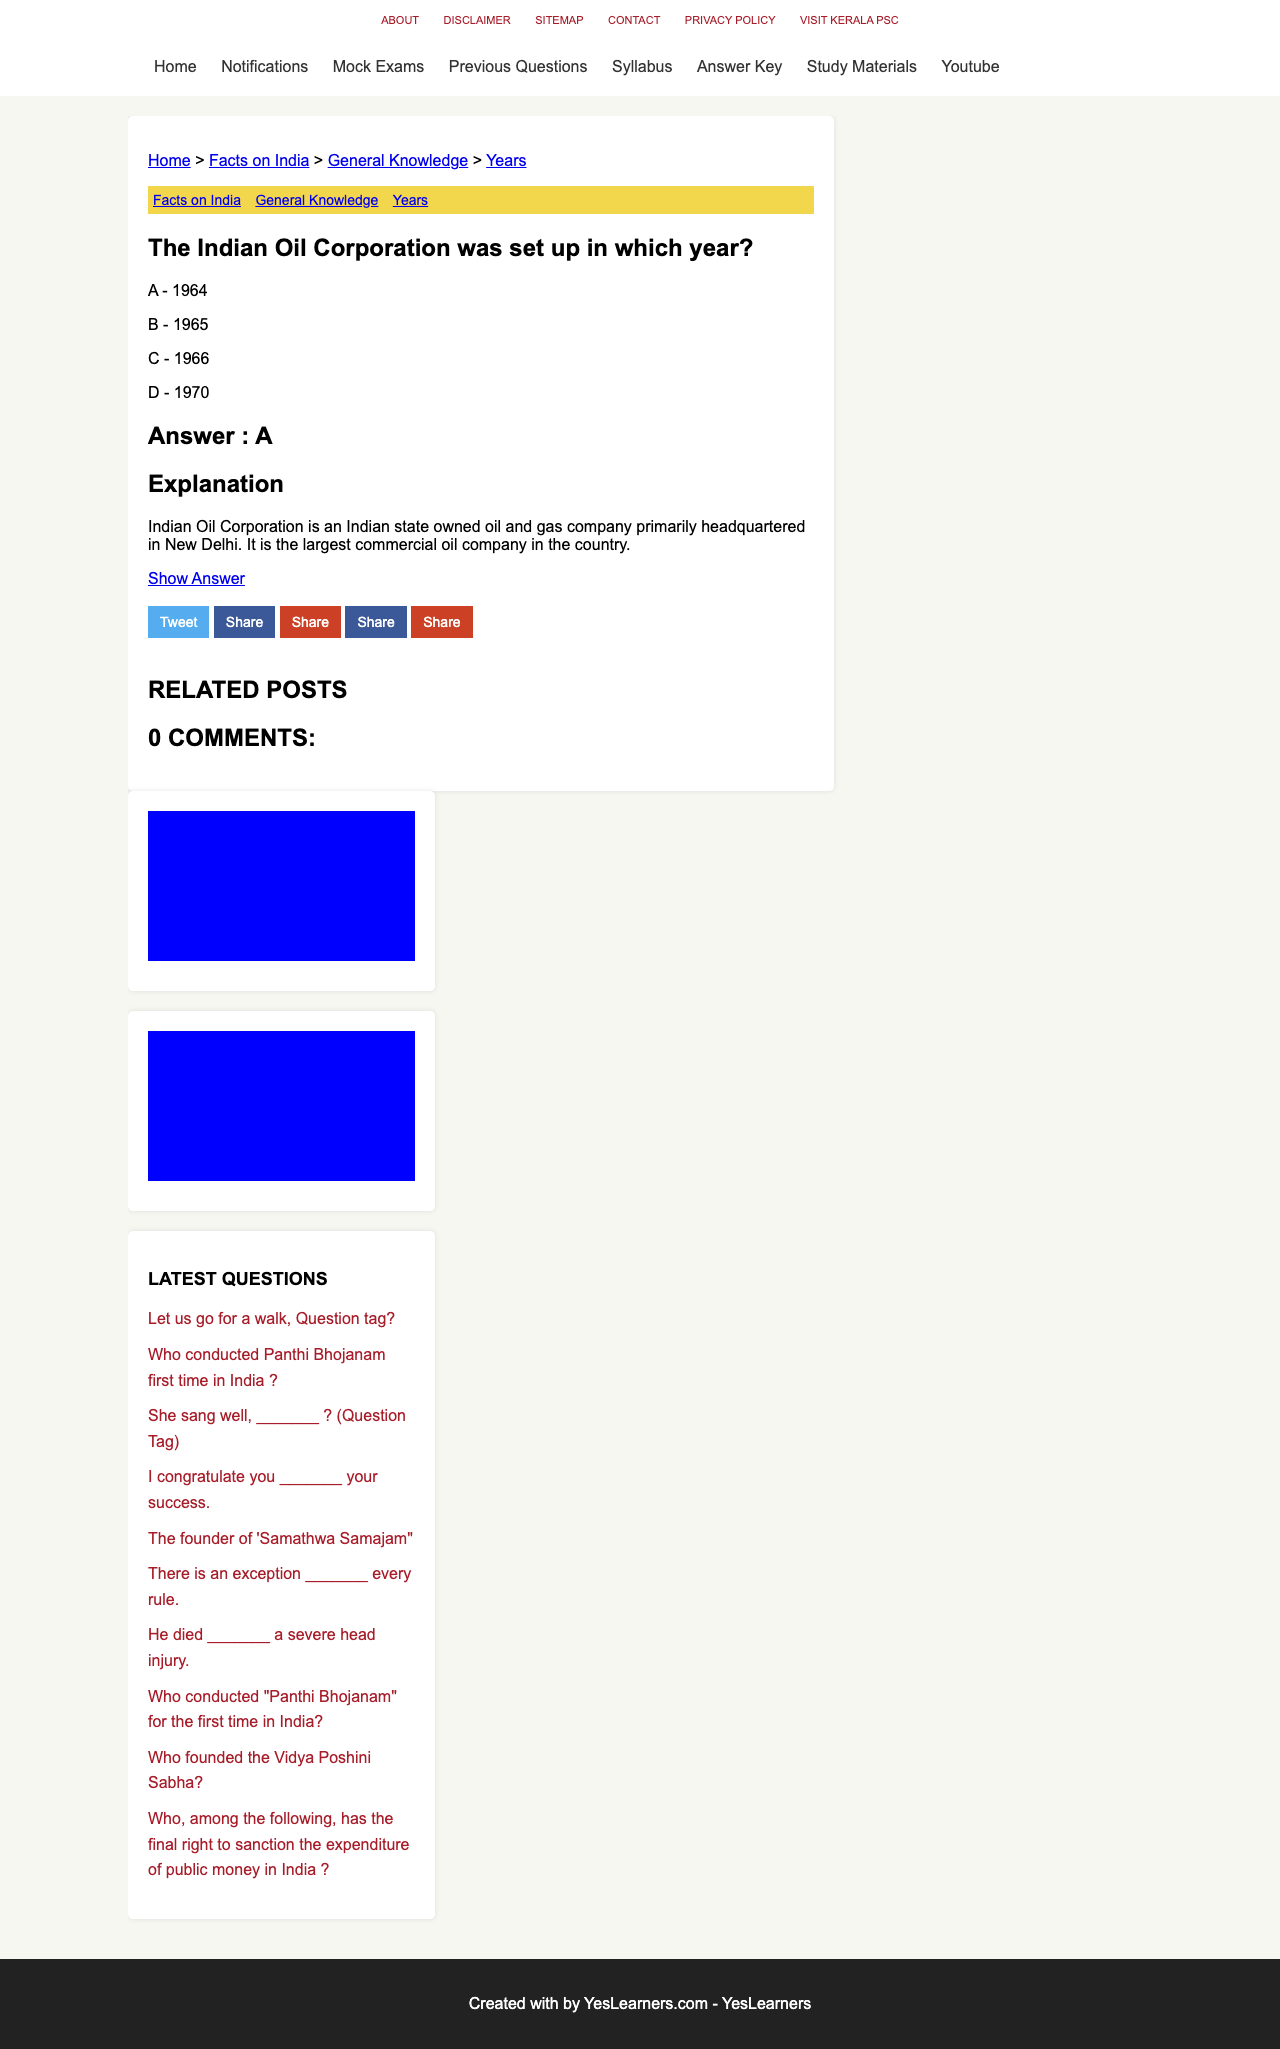 ABOUT DISCLAIMER SITEMAP CONTACT PRIVACY POLICY VISIT KERALA PSC
Home Notifications Mock Exams Previous Questions Syllabus Answer Key Study Materials Youtube
Home > Facts on India > General Knowledge > Years
Facts on India General Knowledge Years
The Indian Oil Corporation was set up in which year?
A - 1964
B - 1965
C - 1966
D - 1970
Answer : A
Explanation
Indian Oil Corporation is an Indian state owned oil and gas company primarily headquartered
in New Delhi. It is the largest commercial oil company in the country.
Show Answer
Tweet Share Share Share Share
RELATED POSTS
0 COMMENTS:
LATEST QUESTIONS
Let us go for a walk, Question tag?
Who conducted Panthi Bhojanam
first time in India ?
She sang well, _______ ? (Question
Tag)
I congratulate you _______ your
success.
The founder of 'Samathwa Samajam"
There is an exception _______ every
rule.
He died _______ a severe head
injury.
Who conducted "Panthi Bhojanam"
for the first time in India?
Who founded the Vidya Poshini
Sabha?
Who, among the following, has the
final right to sanction the expenditure
of public money in India ?
Created with by YesLearners.com - YesLearners